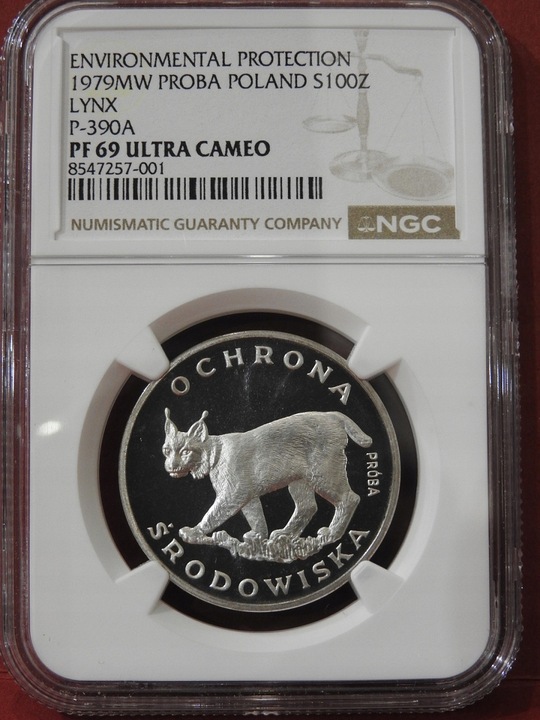 ENVIRONMENTAL PROTECTION
1979MW PROBA POLAND S100Z
LYNX
P-390A
PF 69 ULTRA CAMEO
8547257-001
NUMISMATIC GUARANTY COMPANY NGC
OCHRONA
PRÓBA
ŚRODOWISKA